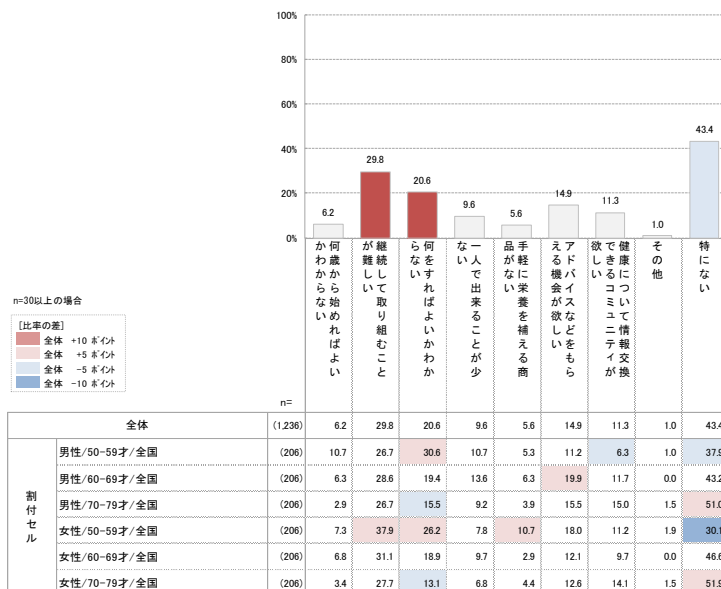 100%
80%
60%
40%
20%
0%
6.2
29.8
20.6
9.6
5.6
14.9
11.3
1.0
43.4
何歳から始めればよい
かわからない
継続して取り組むこと
が難しい
何をすればよいかわか
らない
一人で出来ることが少
ない
手軽に栄養を補える商
品がない
アドバイスなどをもら
える機会が欲しい
健康について情報交換
できるコミュニティが
欲しい
その他
特にない
n=30以上の場合
[比率の差]
全体 +10 ポイント
全体 +5 ポイント
全体 -5 ポイント
全体 -10 ポイント
n=
全体 (1,236) 6.2 29.8 20.6 9.6 5.6 14.9 11.3 1.0 43.4
割付セル
男性/50-59才/全国 (206) 10.7 26.7 30.6 10.7 5.3 11.2 6.3 1.0 37.9
男性/60-69才/全国 (206) 6.3 28.6 19.4 13.6 6.3 19.9 11.7 0.0 43.2
男性/70-79才/全国 (206) 2.9 26.7 15.5 9.2 3.9 15.5 15.0 1.5 51.0
女性/50-59才/全国 (206) 7.3 37.9 26.2 7.8 10.7 18.0 11.2 1.9 30.1
女性/60-69才/全国 (206) 6.8 31.1 18.9 9.7 2.9 12.1 9.7 0.0 46.6
女性/70-79才/全国 (206) 3.4 27.7 13.1 6.8 4.4 12.6 14.1 1.5 51.9